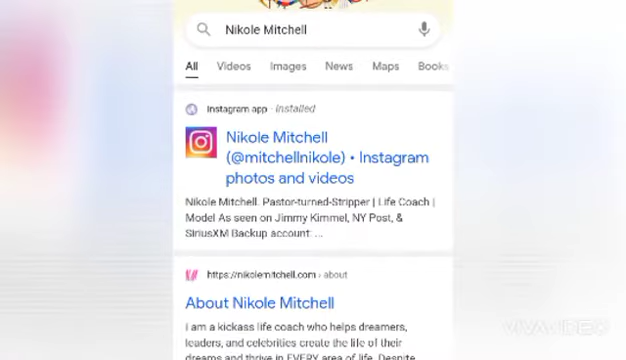 Nikole Mitchell
All Videos Images News Maps Books
Instagram app · Installed
Nikole Mitchell
(@mitchellnikole) • Instagram
photos and videos
Nikole Mitchell. Pastor-turned-Stripper | Life Coach |
Model As seen on Jimmy Kimmel, NY Post, &
SiriusXM Backup account: ...
https://nikolemitchell.com › about
About Nikole Mitchell
I am a kickass life coach who helps dreamers,
leaders, and celebrities create the life of their
dreams and thrive in EVERY area of life. Despite
VIVAVIDEO